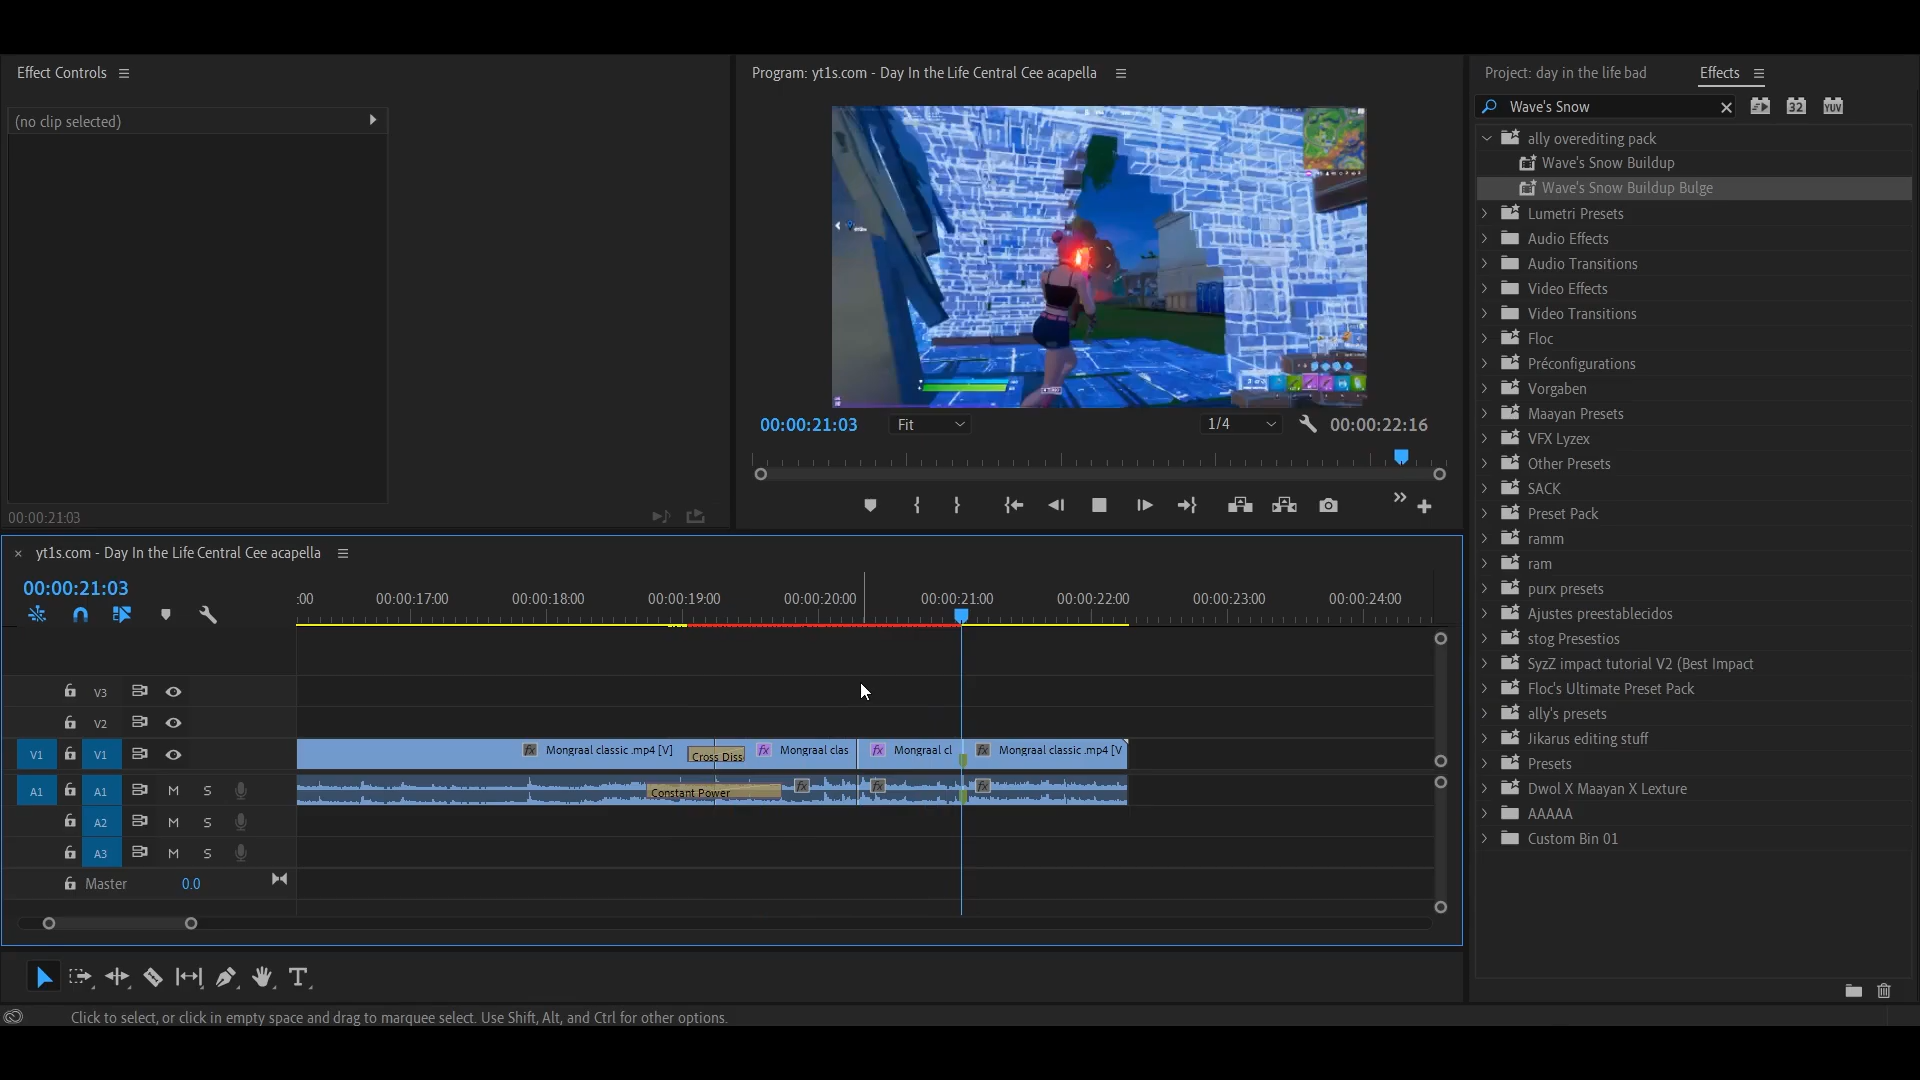 Effect Controls
(no clip selected)
00:00:21:03
Program: yt1s.com - Day In the Life Central Cee acapella
00:00:21:03
Fit
1/4
00:00:22:16
Project: day in the life bad
Effects
Wave's Snow
32
YUV
ally overediting pack
Wave's Snow Buildup
Wave's Snow Buildup Bulge
Lumetri Presets
Audio Effects
Audio Transitions
Video Effects
Video Transitions
Floc
Préconfigurations
Vorgaben
Maayan Presets
VFX Lyzex
Other Presets
SACK
Preset Pack
ramm
ram
purx presets
Ajustes preestablecidos
stog Presestios
SyzZ impact tutorial V2 (Best Impact
Floc's Ultimate Preset Pack
ally's presets
Jikarus editing stuff
Presets
Dwol X Maayan X Lexture
AAAAA
Custom Bin 01
× yt1s.com - Day In the Life Central Cee acapella
00:00:21:03
:00 00:00:17:00 00:00:18:00 00:00:19:00 00:00:20:00 00:00:21:00 00:00:22:00 00:00:23:00 00:00:24:00
V3
V2
V1 V1 fx Mongraal classic .mp4 [V] Cross Diss fx Mongraal clas fx Mongraal cl fx Mongraal classic .mp4 [V
A1 A1 M S Constant Power fx fx fx
A2 M S
A3 M S
Master 0.0
T
Click to select, or click in empty space and drag to marquee select. Use Shift, Alt, and Ctrl for other options.